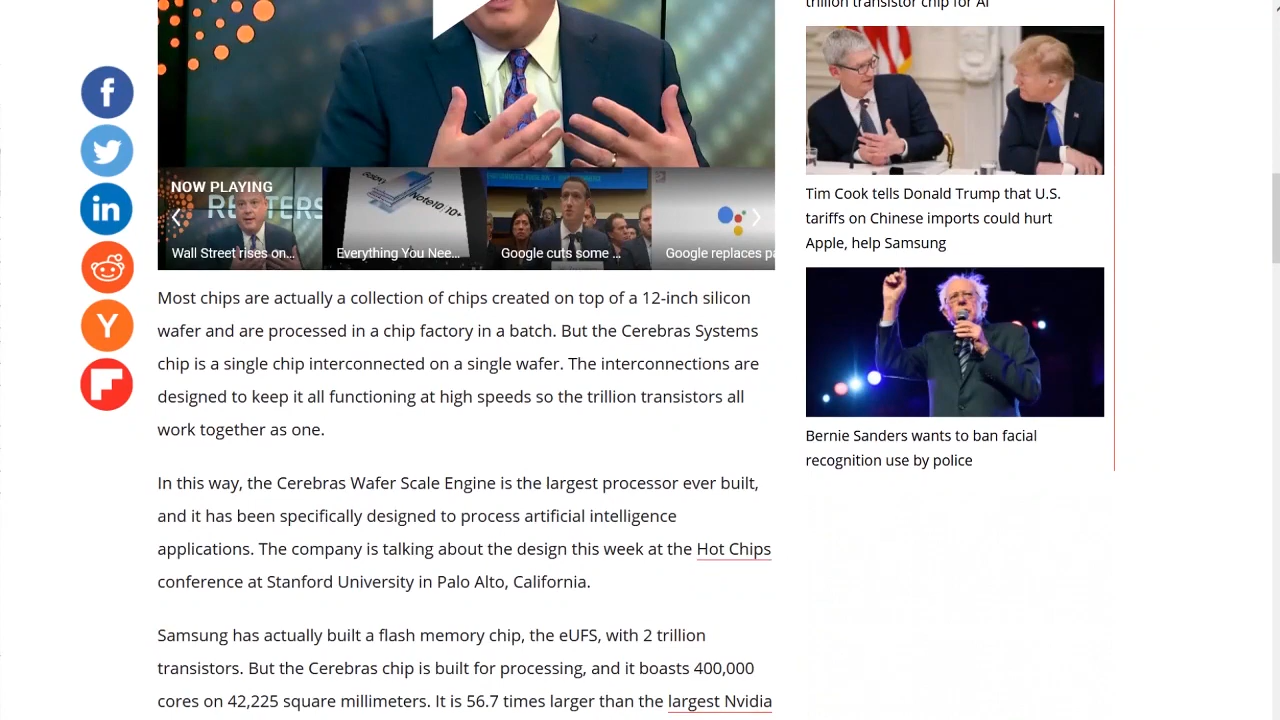 trillion transistor chip for AI
NOW PLAYING
REUTERS
Note10|10+
Wall Street rises on...
Everything You Nee...
Google cuts some ...
Google replaces pa
Tim Cook tells Donald Trump that U.S.
tariffs on Chinese imports could hurt
Apple, help Samsung
Bernie Sanders wants to ban facial
recognition use by police
Most chips are actually a collection of chips created on top of a 12-inch silicon
wafer and are processed in a chip factory in a batch. But the Cerebras Systems
chip is a single chip interconnected on a single wafer. The interconnections are
designed to keep it all functioning at high speeds so the trillion transistors all
work together as one.
In this way, the Cerebras Wafer Scale Engine is the largest processor ever built,
and it has been specifically designed to process artificial intelligence
applications. The company is talking about the design this week at the Hot Chips
conference at Stanford University in Palo Alto, California.
Samsung has actually built a flash memory chip, the eUFS, with 2 trillion
transistors. But the Cerebras chip is built for processing, and it boasts 400,000
cores on 42,225 square millimeters. It is 56.7 times larger than the largest Nvidia